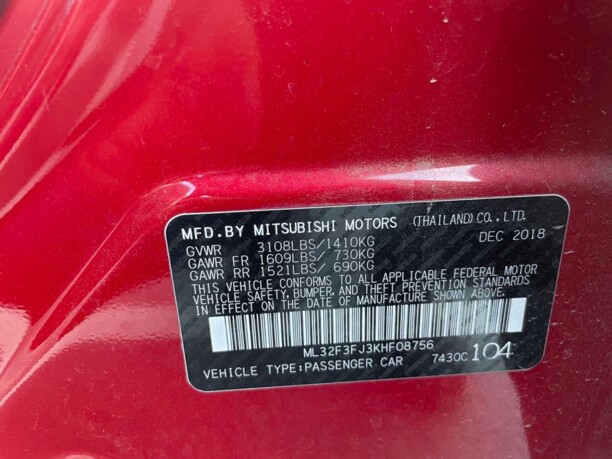 MFD. BY MITSUBISHI MOTORS (THAILAND) CO., LTD.
GVWR 3108LBS/1410KG DEC 2018
GAWR FR 1609LBS/ 730KG
GAWR RR 1521LBS/ 690KG
THIS VEHICLE CONFORMS TO ALL APPLICABLE FEDERAL MOTOR
VEHICLE SAFETY, BUMPER, AND THEFT PREVENTION STANDARDS
IN EFFECT ON THE DATE OF MANUFACTURE SHOWN ABOVE.
ML32F3FJ3KHF08756
VEHICLE TYPE:PASSENGER CAR 7430C 104